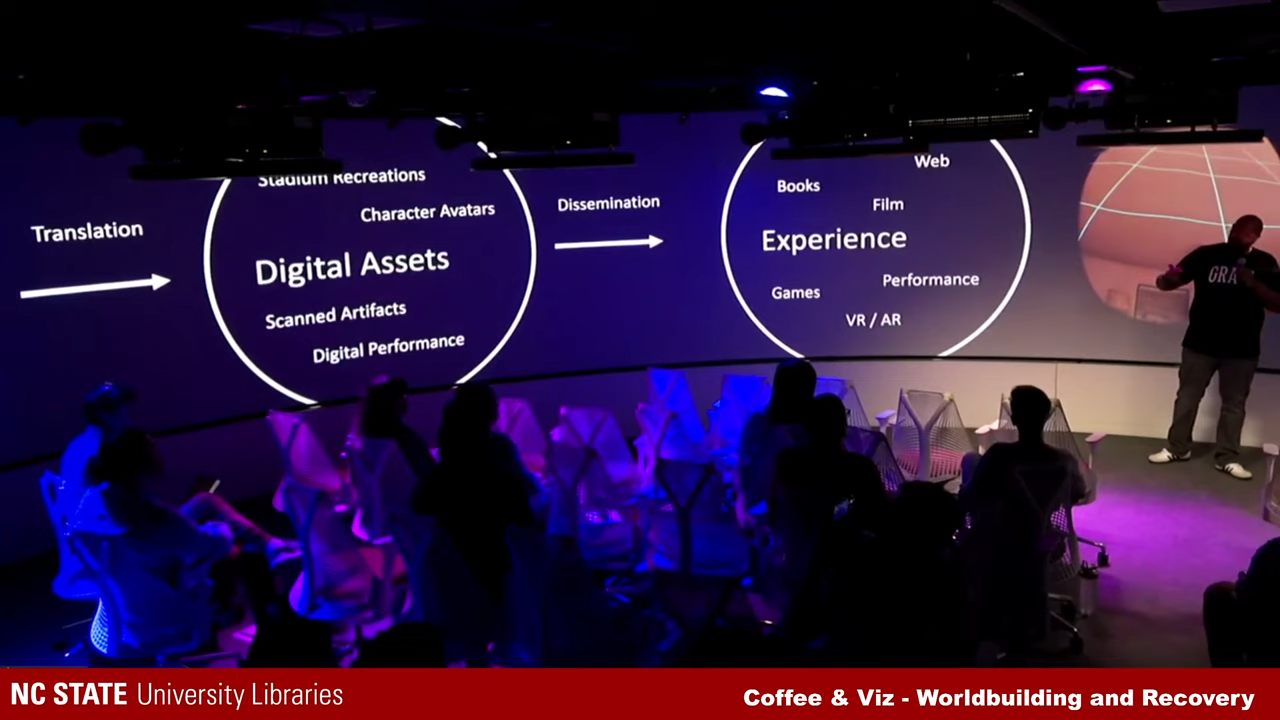 Translation
Stadium Recreations
Character Avatars
Digital Assets
Scanned Artifacts
Digital Performance
Dissemination
Web
Books
Film
Experience
Performance
Games
VR / AR
GRA
NC STATE University Libraries
Coffee & Viz - Worldbuilding and Recovery